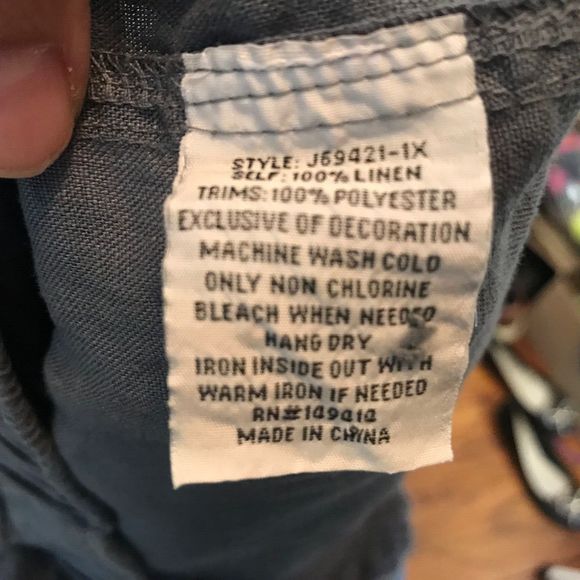 STYLE: J69421-1X
SELF: 100% LINEN
TRIMS: 100% POLYESTER
EXCLUSIVE OF DECORATION
MACHINE WASH COLD
ONLY NON CHLORINE
BLEACH WHEN NEEDED
HANG DRY
IRON INSIDE OUT WITH
WARM IRON IF NEEDED
RN#149414
MADE IN CHINA